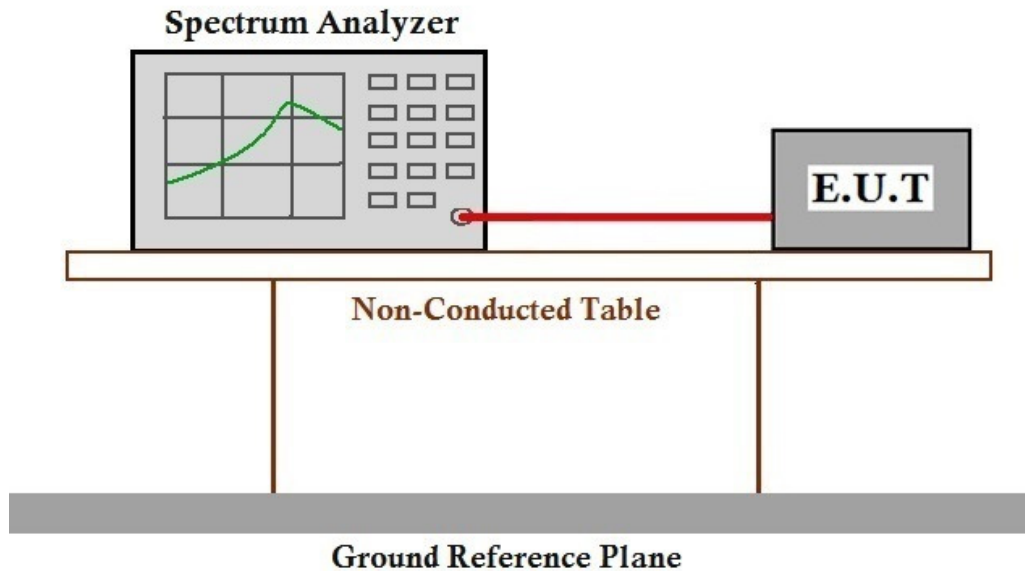 Spectrum Analyzer
E.U.T
Non-Conducted Table
Ground Reference Plane